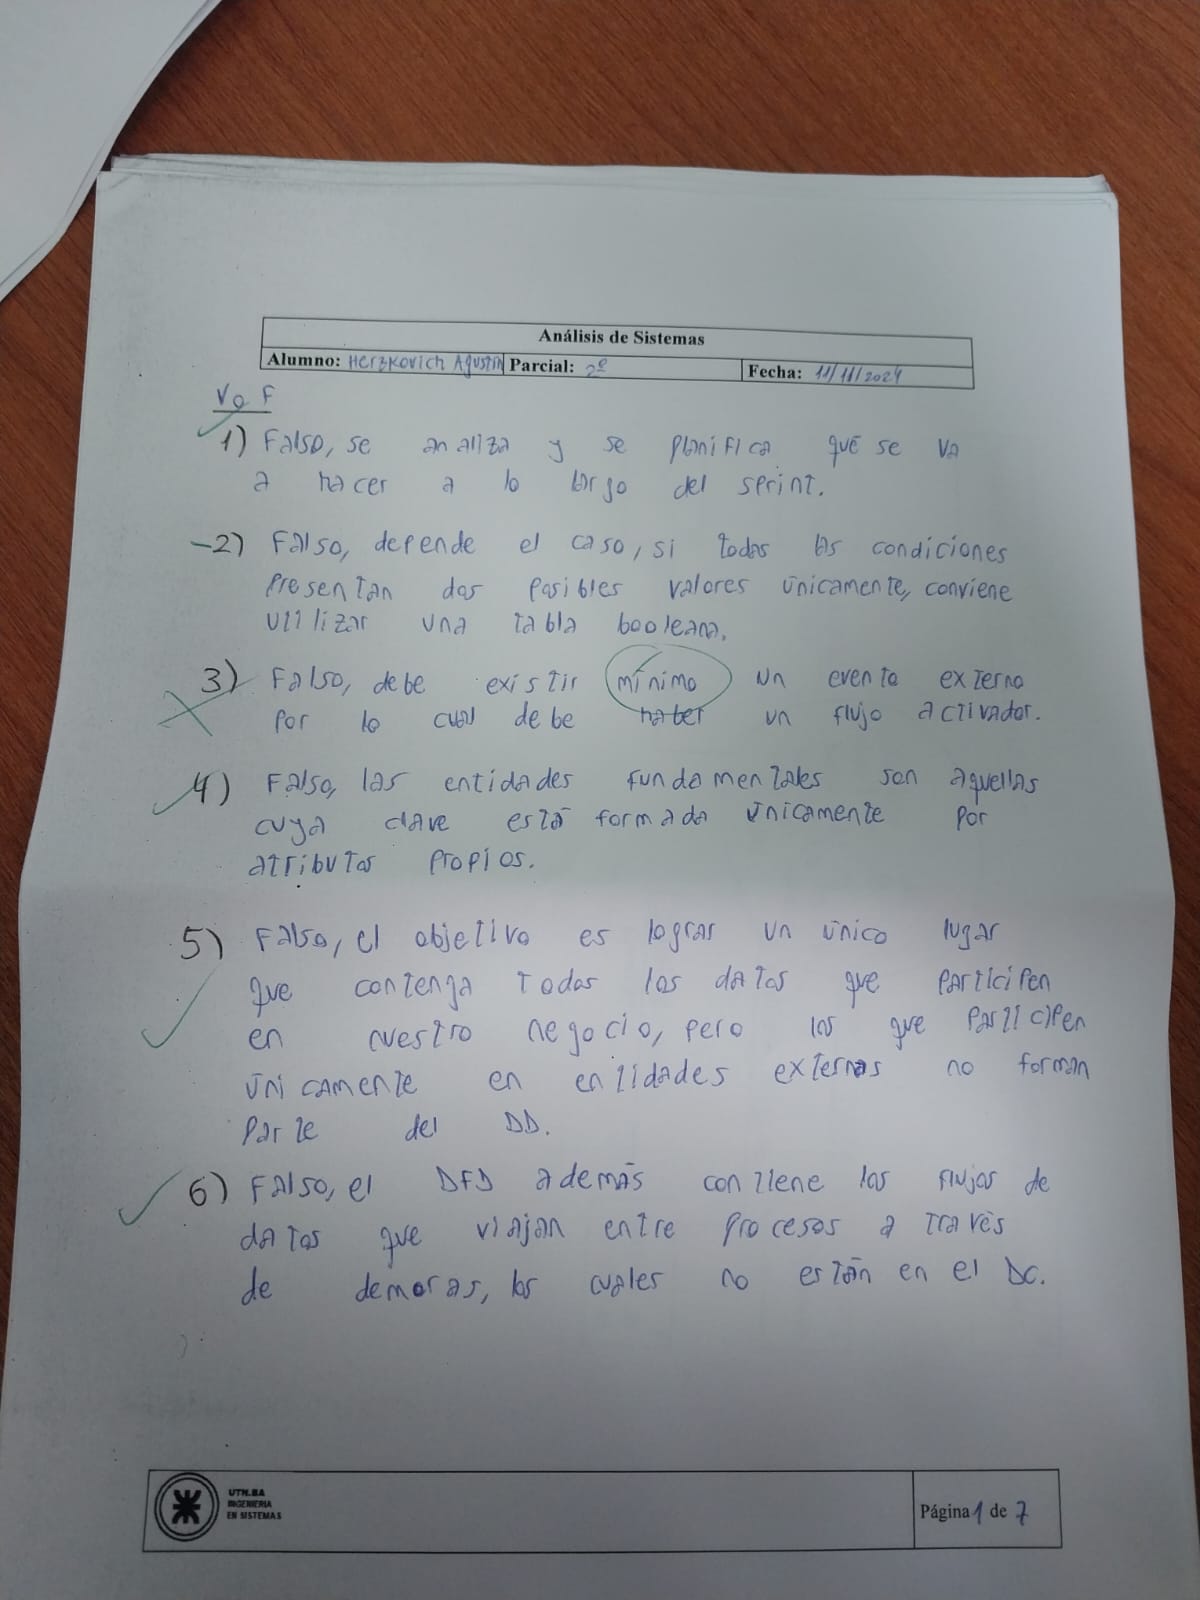 Análisis de Sistemas
Alumno: Herzkovich Agustín Parcial: 2º Fecha: 11/11/2024
V o F
1) Falso, se analiza y se planifica qué se va
a hacer a lo largo del sprint.
2) Falso, depende el caso, si todas las condiciones
presentan dos posibles valores únicamente, conviene
utilizar una tabla booleana.
3) Falso, debe existir mínimo un evento externo
por lo cual debe haber un flujo activador.
4) Falso, las entidades fundamentales son aquellas
cuya clave está formada únicamente por
atributos propios.
5) Falso, el objetivo es lograr un único lugar
que contenga todos los datos que participen
en nuestro negocio, pero los que participen
únicamente en entidades externas no forman
parte del DD.
6) Falso, el DFD además contiene los flujos de
datos que viajan entre procesos a través
de demoras, los cuales no están en el DC.
UTN.BA
INGENIERIA
EN SISTEMAS
Página 1 de 7